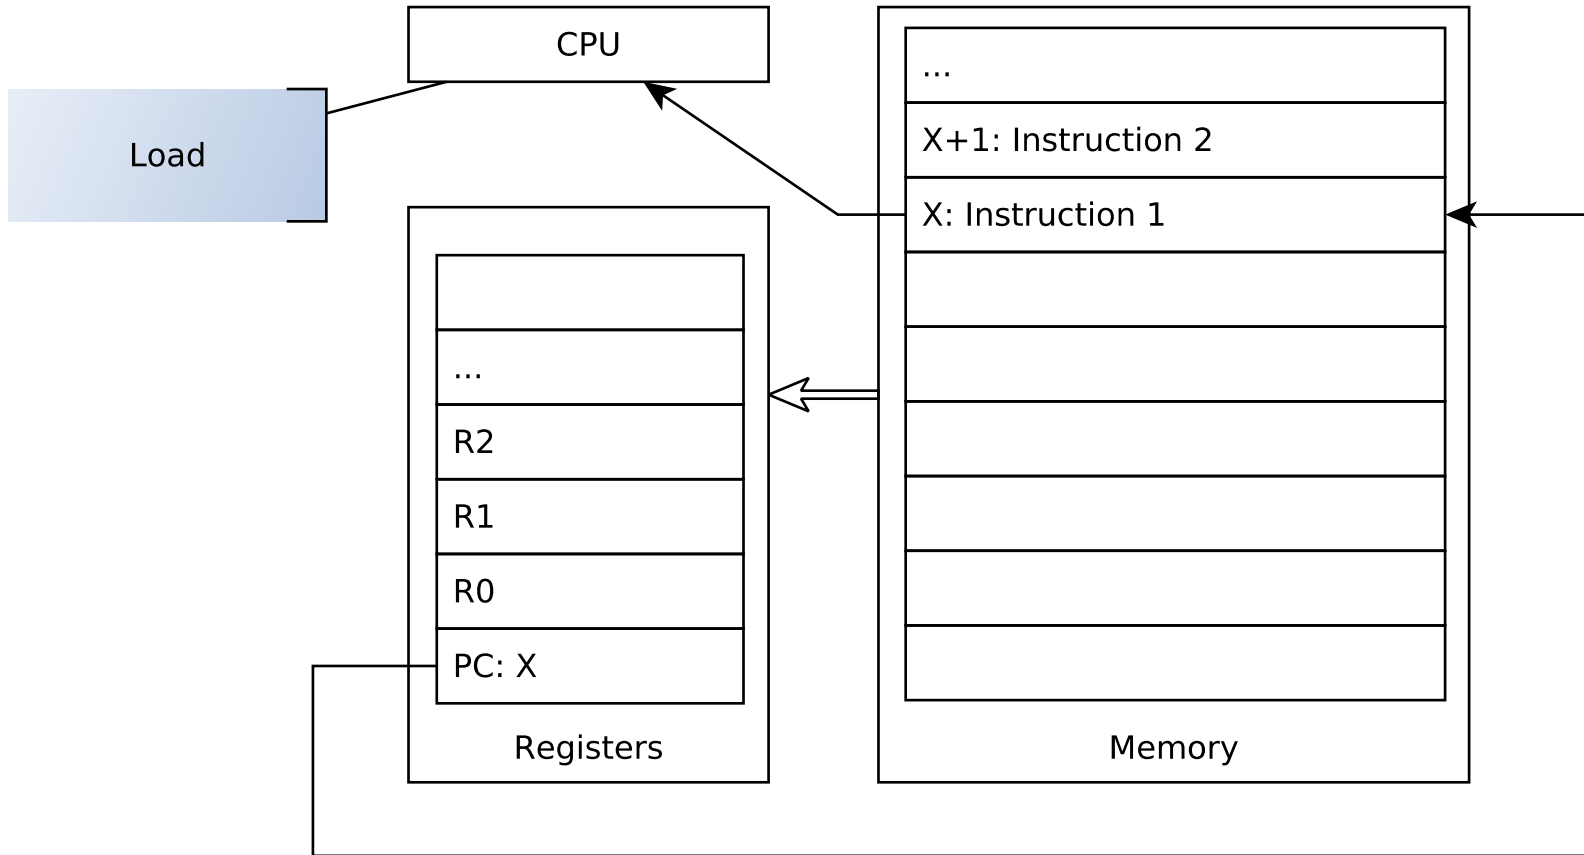 CPU
Load
...
X+1: Instruction 2
X: Instruction 1
...
R2
R1
R0
PC: X
Registers
Memory